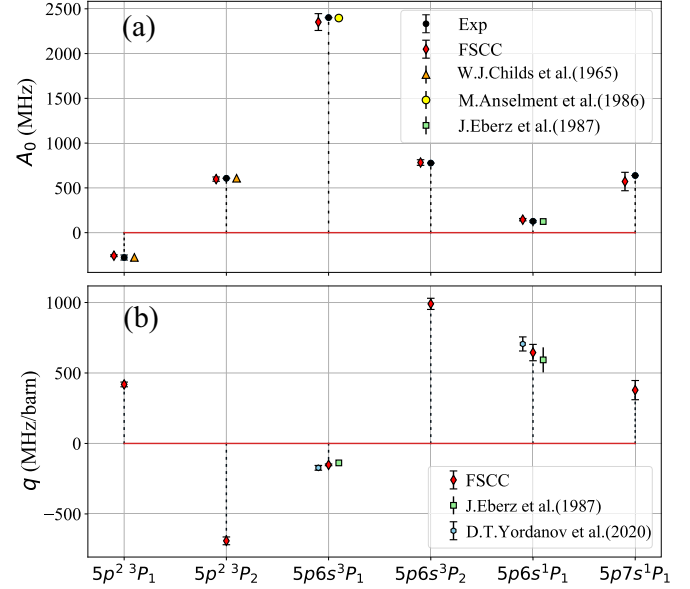 (a)
A₀ (MHz)
2500
2000
1500
1000
500
0
Exp
FSCC
W.J.Childs et al.(1965)
M.Anselment et al.(1986)
J.Eberz et al.(1987)
(b)
q (MHz/barn)
1000
500
0
−500
FSCC
J.Eberz et al.(1987)
D.T.Yordanov et al.(2020)
5p² ³P₁ 5p² ³P₂ 5p6s³P₁ 5p6s³P₂ 5p6s¹P₁ 5p7s¹P₁